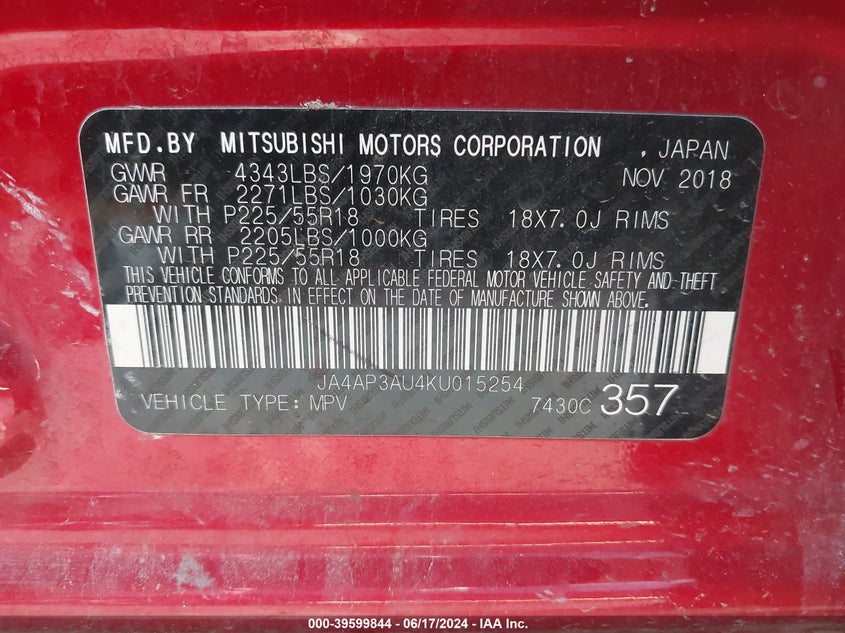 MFD.BY MITSUBISHI MOTORS CORPORATION , JAPAN
GVWR 4343LBS/1970KG NOV 2018
GAWR FR 2271LBS/1030KG
WITH P225/55R18 TIRES 18X7.0J RIMS
GAWR RR 2205LBS/1000KG
WITH P225/55R18 TIRES 18X7.0J RIMS
THIS VEHICLE CONFORMS TO ALL APPLICABLE FEDERAL MOTOR VEHICLE SAFETY AND THEFT
PREVENTION STANDARDS IN EFFECT ON THE DATE OF MANUFACTURE SHOWN ABOVE.
JA4AP3AU4KU015254
VEHICLE TYPE: MPV 7430C 357
000-39599844 - 06/17/2024 - IAA Inc.